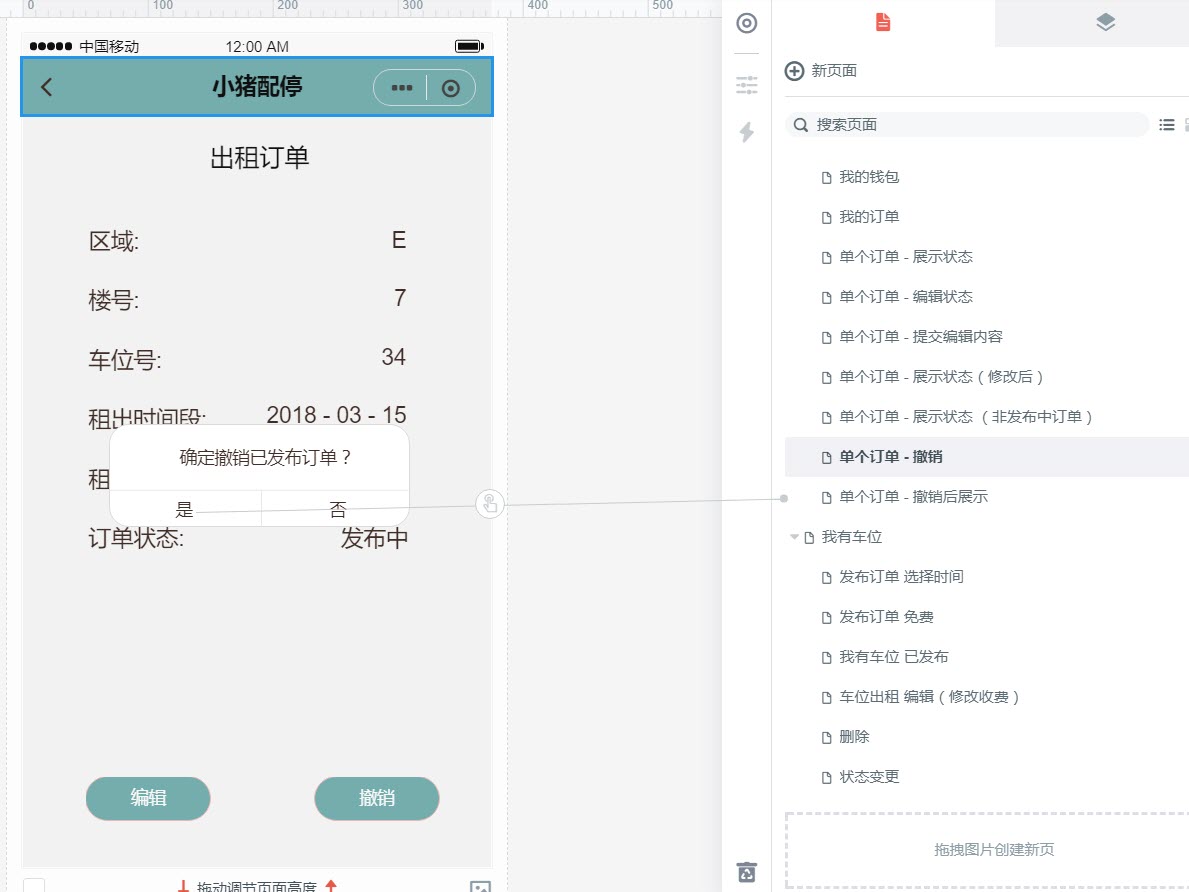 0 100 200 300 400 500
中国移动 12:00 AM
小猪配停
出租订单
区域: E
楼号: 7
车位号: 34
租出时间段: 2018 - 03 - 15
确定撤销已发布订单？
租
是 否
订单状态: 发布中
编辑 撤销
拖动调节页面高度
新页面
搜索页面
我的钱包
我的订单
单个订单 - 展示状态
单个订单 - 编辑状态
单个订单 - 提交编辑内容
单个订单 - 展示状态（修改后）
单个订单 - 展示状态 （非发布中订单）
单个订单 - 撤销
单个订单 - 撤销后展示
我有车位
发布订单 选择时间
发布订单 免费
我有车位 已发布
车位出租 编辑（修改收费）
删除
状态变更
拖拽图片创建新页